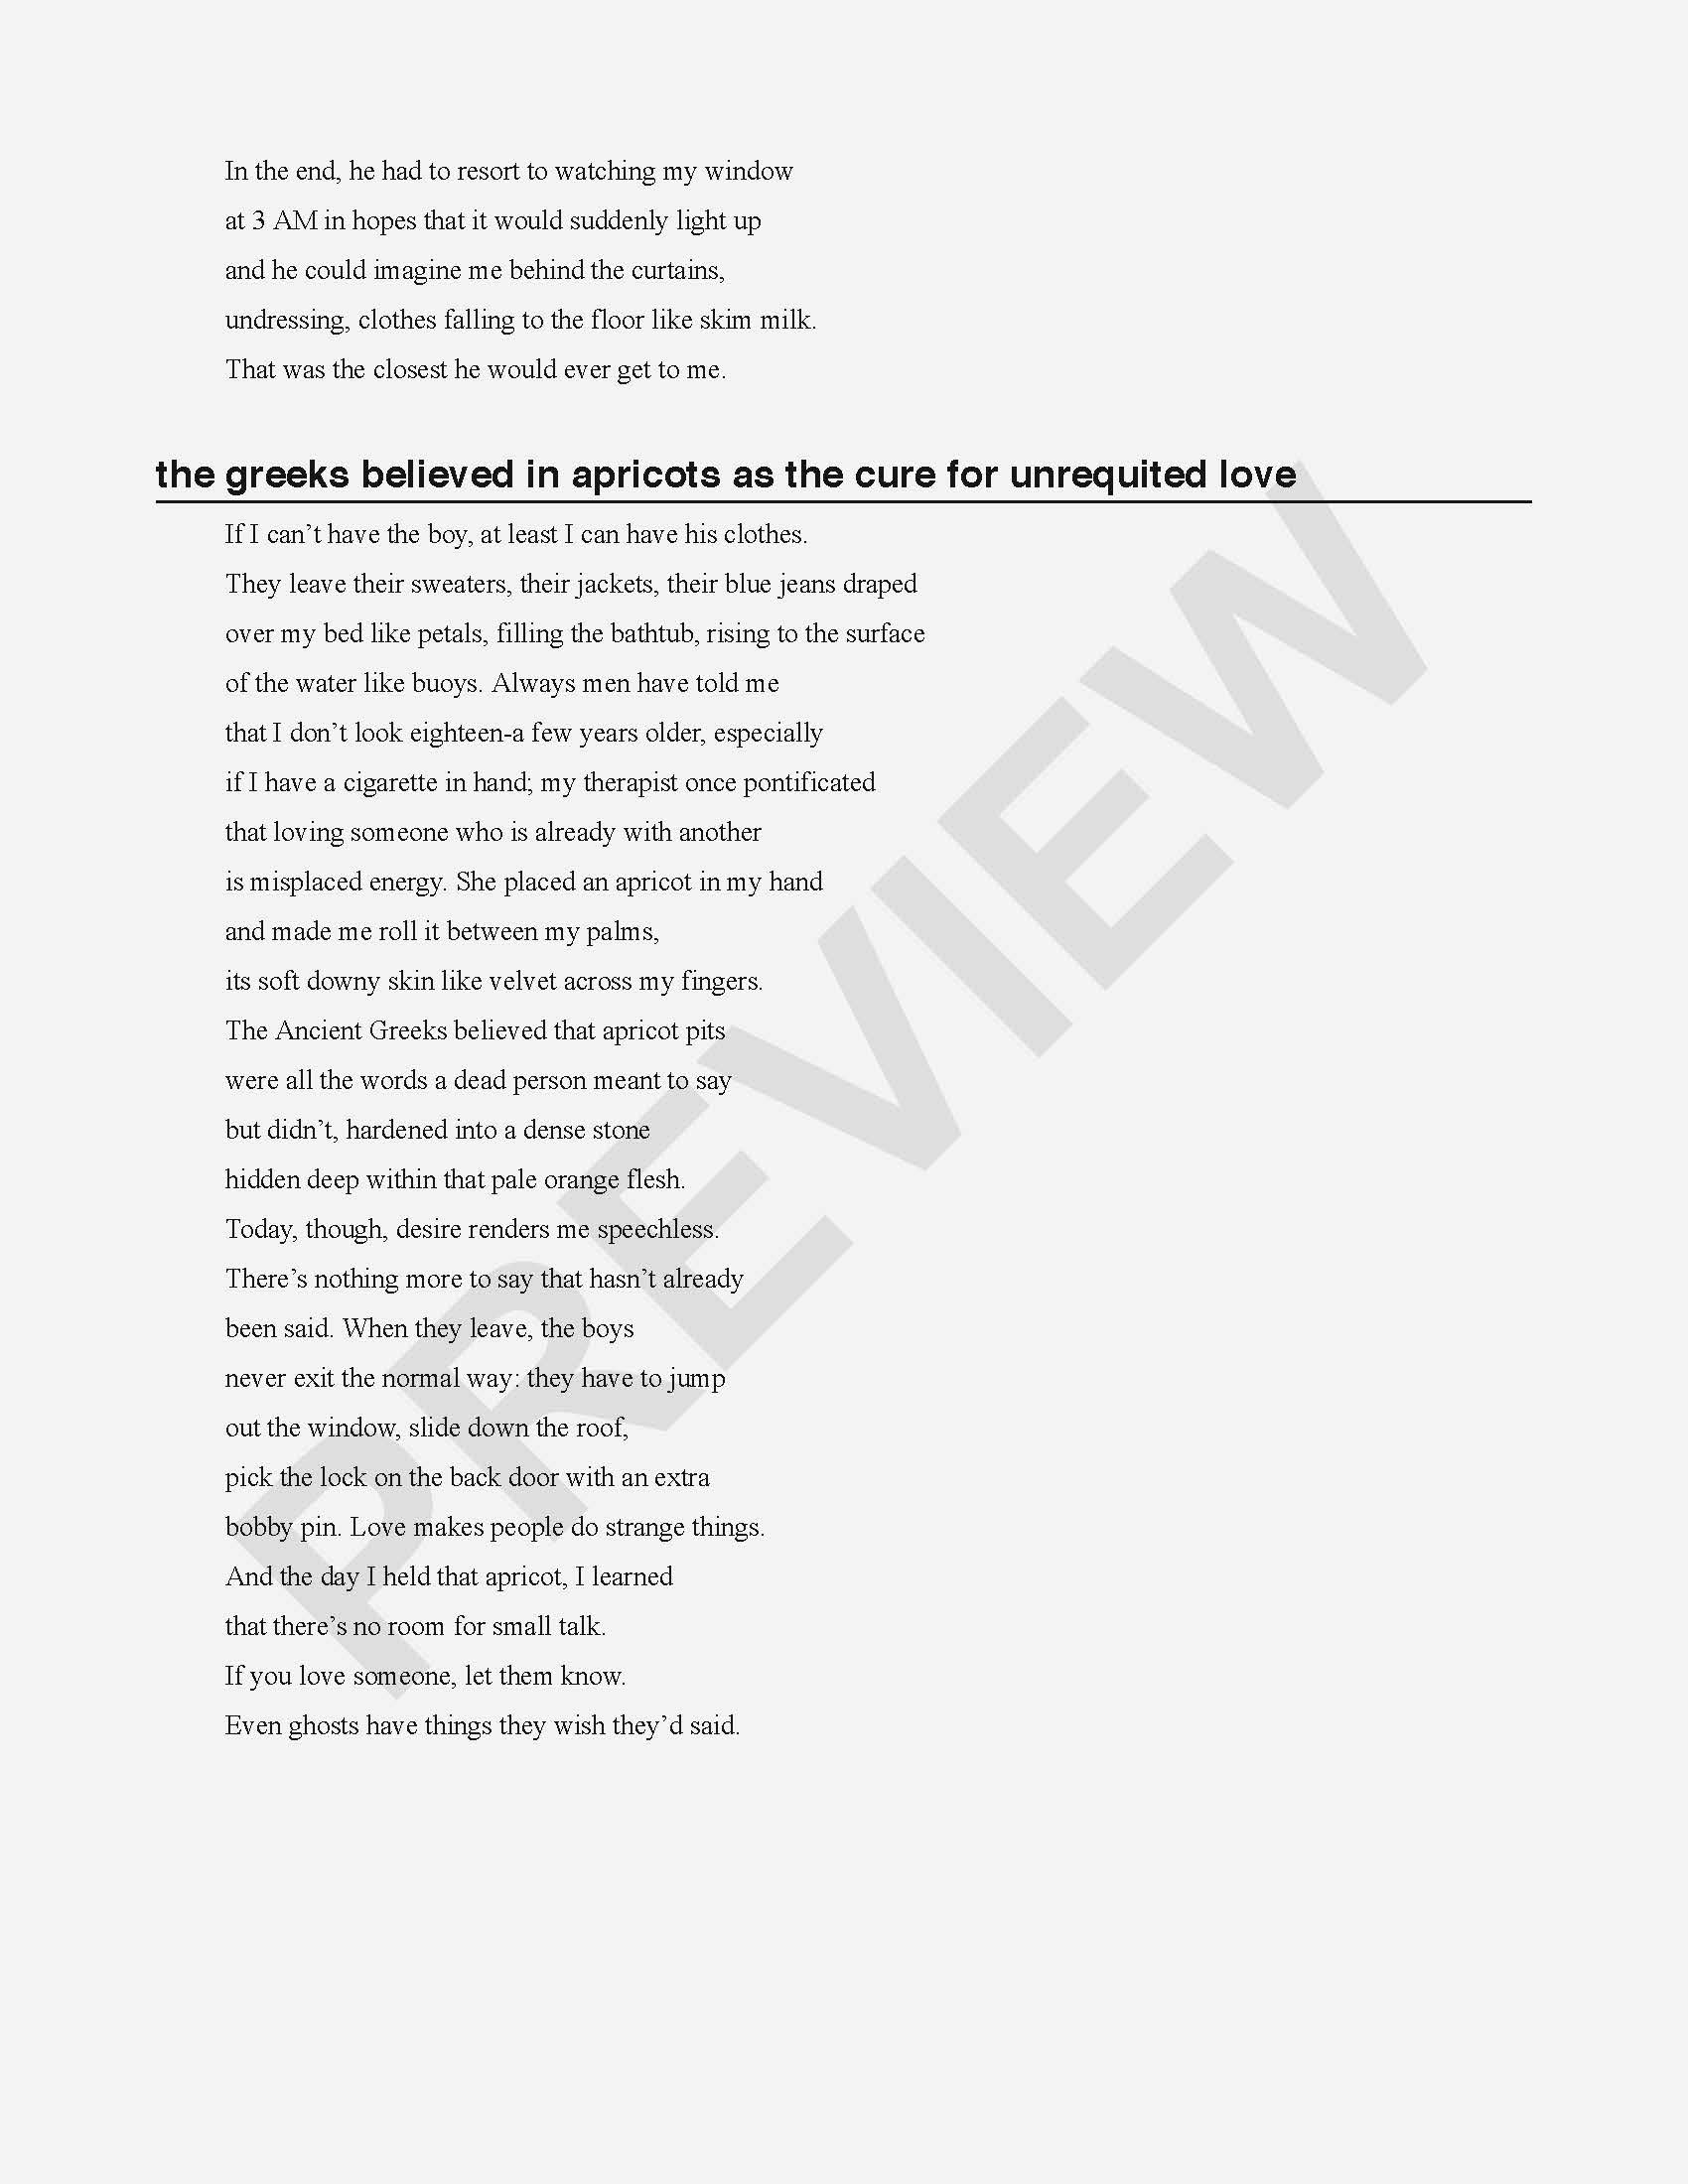 In the end, he had to resort to watching my window
at 3 AM in hopes that it would suddenly light up
and he could imagine me behind the curtains,
undressing, clothes falling to the floor like skim milk.
That was the closest he would ever get to me.
the greeks believed in apricots as the cure for unrequited love
If I can’t have the boy, at least I can have his clothes.
They leave their sweaters, their jackets, their blue jeans draped
over my bed like petals, filling the bathtub, rising to the surface
of the water like buoys. Always men have told me
that I don’t look eighteen-a few years older, especially
if I have a cigarette in hand; my therapist once pontificated
that loving someone who is already with another
is misplaced energy. She placed an apricot in my hand
and made me roll it between my palms,
its soft downy skin like velvet across my fingers.
The Ancient Greeks believed that apricot pits
were all the words a dead person meant to say
but didn’t, hardened into a dense stone
hidden deep within that pale orange flesh.
Today, though, desire renders me speechless.
There’s nothing more to say that hasn’t already
been said. When they leave, the boys
never exit the normal way: they have to jump
out the window, slide down the roof,
pick the lock on the back door with an extra
bobby pin. Love makes people do strange things.
And the day I held that apricot, I learned
that there’s no room for small talk.
If you love someone, let them know.
Even ghosts have things they wish they’d said.
PREVIEW